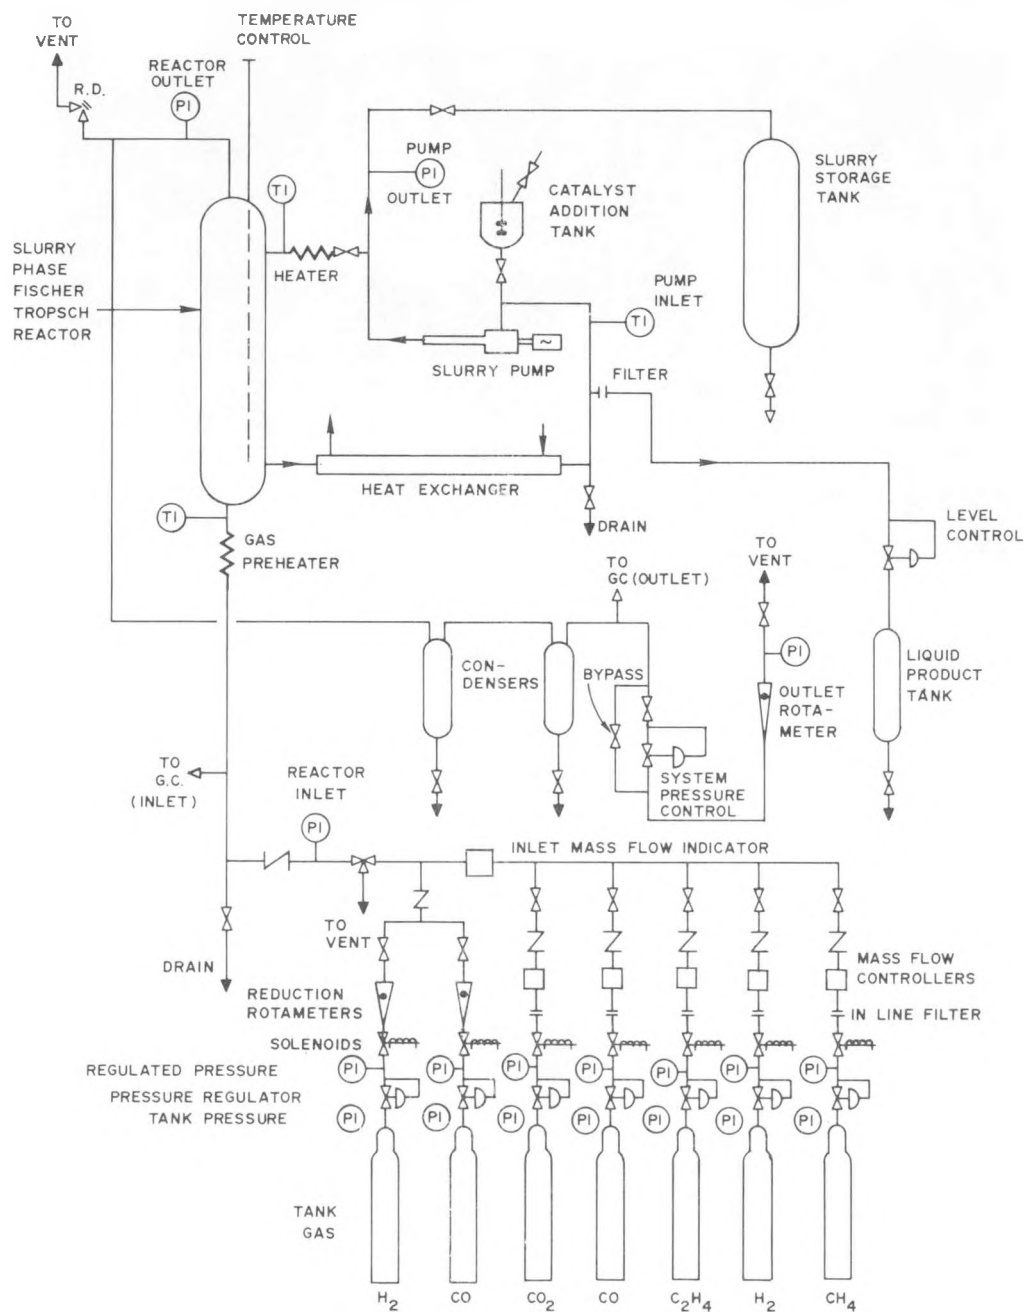 TO
VENT
TEMPERATURE
CONTROL
R.D.
REACTOR
OUTLET
PI
TI
HEATER
PUMP
PI
OUTLET
CATALYST
ADDITION
TANK
SLURRY
STORAGE
TANK
SLURRY
PHASE
FISCHER
TROPSCH
REACTOR
PUMP
INLET
TI
~
SLURRY PUMP
FILTER
HEAT EXCHANGER
DRAIN
TI
GAS
PREHEATER
LEVEL
CONTROL
TO
GC (OUTLET)
TO
VENT
PI
CON-
DENSERS
BYPASS
OUTLET
ROTA-
METER
LIQUID
PRODUCT
TANK
SYSTEM
PRESSURE
CONTROL
TO
G.C.
(INLET)
REACTOR
INLET
PI
INLET MASS FLOW INDICATOR
TO
VENT
DRAIN
MASS FLOW
CONTROLLERS
REDUCTION
ROTAMETERS
IN LINE FILTER
SOLENOIDS
REGULATED PRESSURE
PI PI PI PI PI PI PI
PRESSURE REGULATOR
TANK PRESSURE
PI PI PI PI PI PI PI
TANK
GAS
H2 CO CO2 CO C2H4 H2 CH4